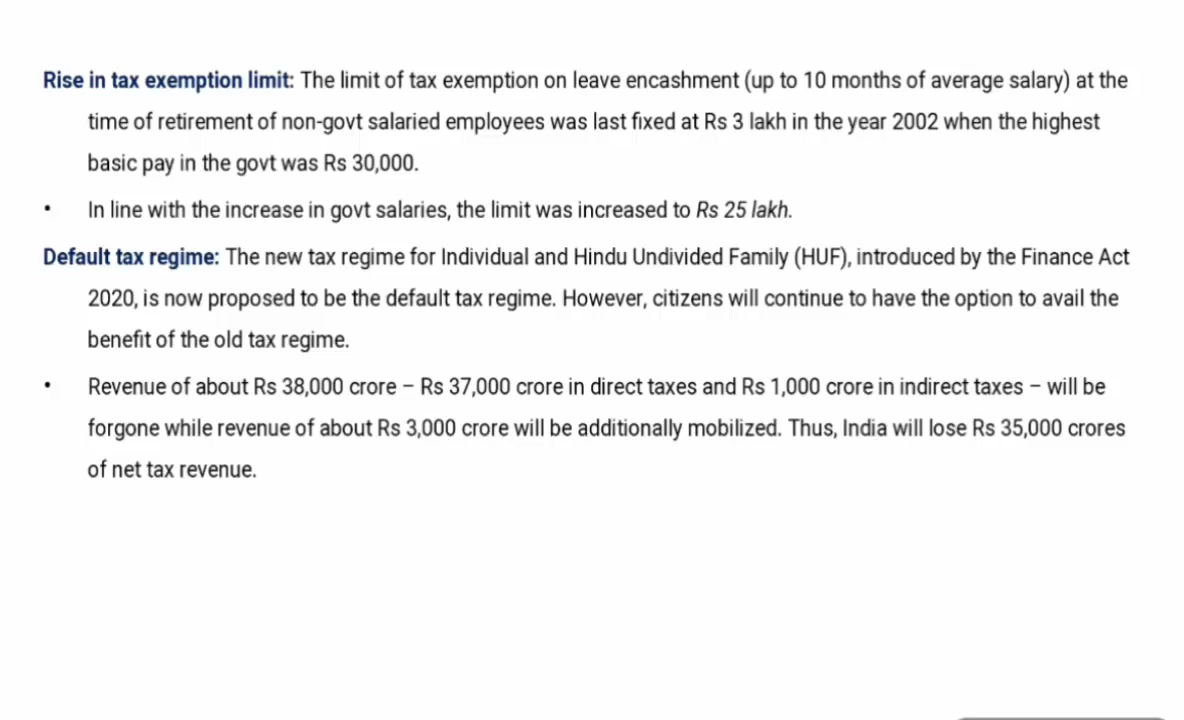 Rise in tax exemption limit: The limit of tax exemption on leave encashment (up to 10 months of average salary) at the
time of retirement of non-govt salaried employees was last fixed at Rs 3 lakh in the year 2002 when the highest
basic pay in the govt was Rs 30,000.
• In line with the increase in govt salaries, the limit was increased to Rs 25 lakh.
Default tax regime: The new tax regime for Individual and Hindu Undivided Family (HUF), introduced by the Finance Act
2020, is now proposed to be the default tax regime. However, citizens will continue to have the option to avail the
benefit of the old tax regime.
• Revenue of about Rs 38,000 crore – Rs 37,000 crore in direct taxes and Rs 1,000 crore in indirect taxes – will be
forgone while revenue of about Rs 3,000 crore will be additionally mobilized. Thus, India will lose Rs 35,000 crores
of net tax revenue.